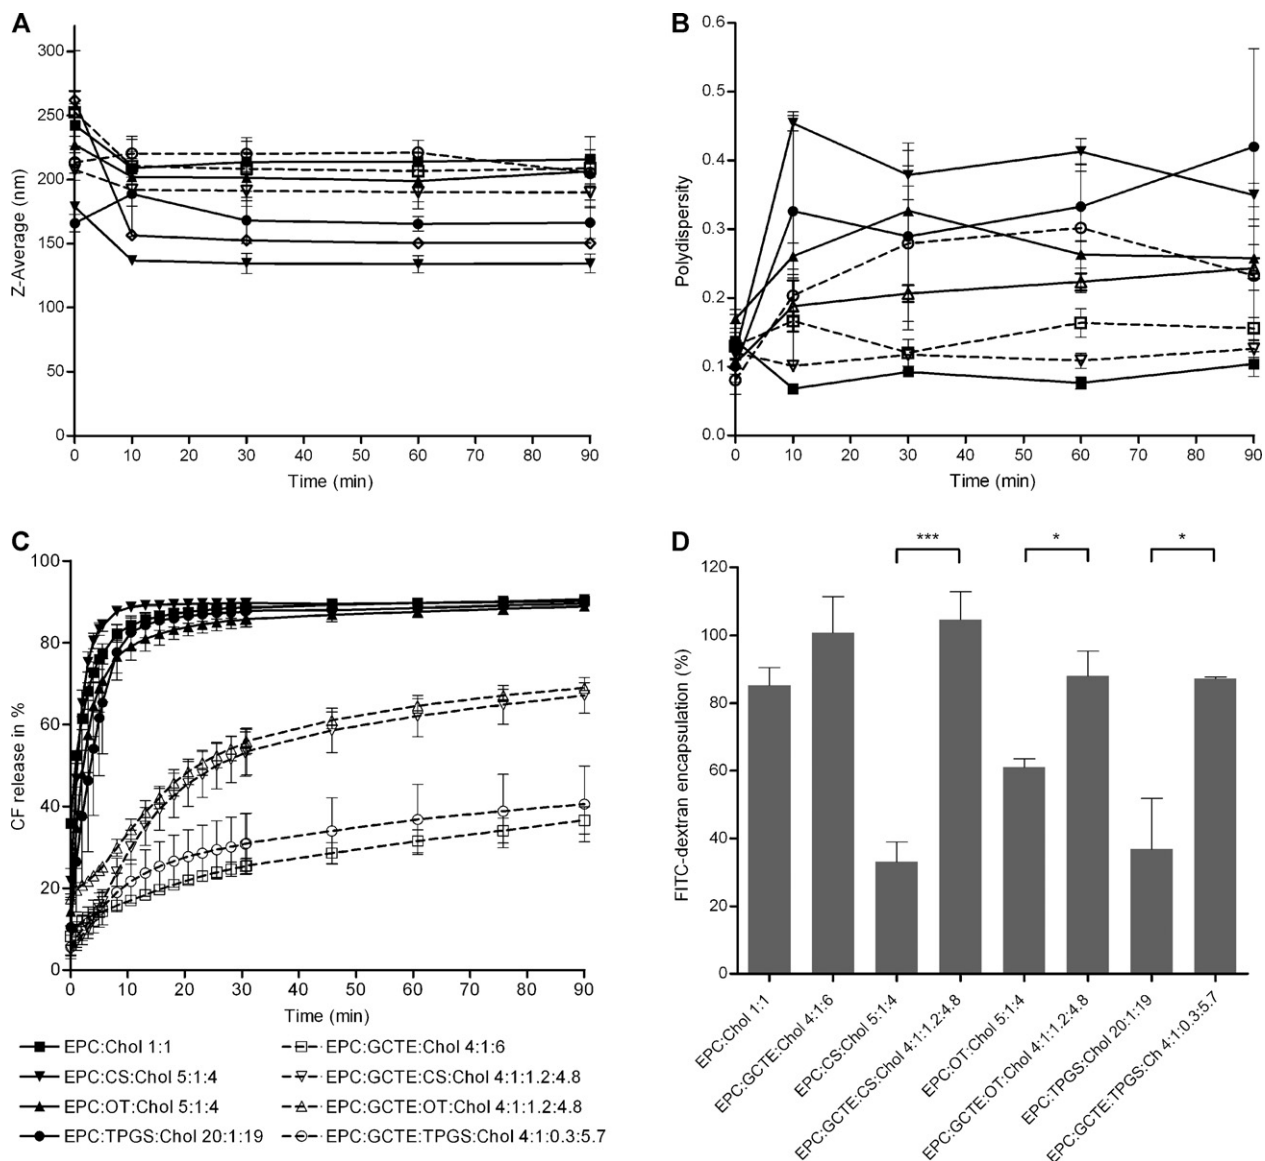 A
Z-Average (nm)
300
250
200
150
100
50
0
0 10 20 30 40 50 60 70 80 90
Time (min)
B
Polydispersity
0.6
0.5
0.4
0.3
0.2
0.1
0.0
0 10 20 30 40 50 60 70 80 90
Time (min)
C
CF release in %
100
80
60
40
20
0
0 10 20 30 40 50 60 70 80 90
Time (min)
EPC:Chol 1:1
EPC:CS:Chol 5:1:4
EPC:OT:Chol 5:1:4
EPC:TPGS:Chol 20:1:19
EPC:GCTE:Chol 4:1:6
EPC:GCTE:CS:Chol 4:1:1.2:4.8
EPC:GCTE:OT:Chol 4:1:1.2:4.8
EPC:GCTE:TPGS:Chol 4:1:0.3:5.7
D
FITC-dextran encapsulation (%)
120
100
80
60
40
20
0
*** * *
EPC:Chol 1:1
EPC:GCTE:Chol 4:1:6
EPC:CS:Chol 5:1:4
EPC:GCTE:CS:Chol 4:1:1.2:4.8
EPC:OT:Chol 5:1:4
EPC:GCTE:OT:Chol 4:1:1.2:4.8
EPC:TPGS:Chol 20:1:19
EPC:GCTE:TPGS:Ch 4:1:0.3:5.7